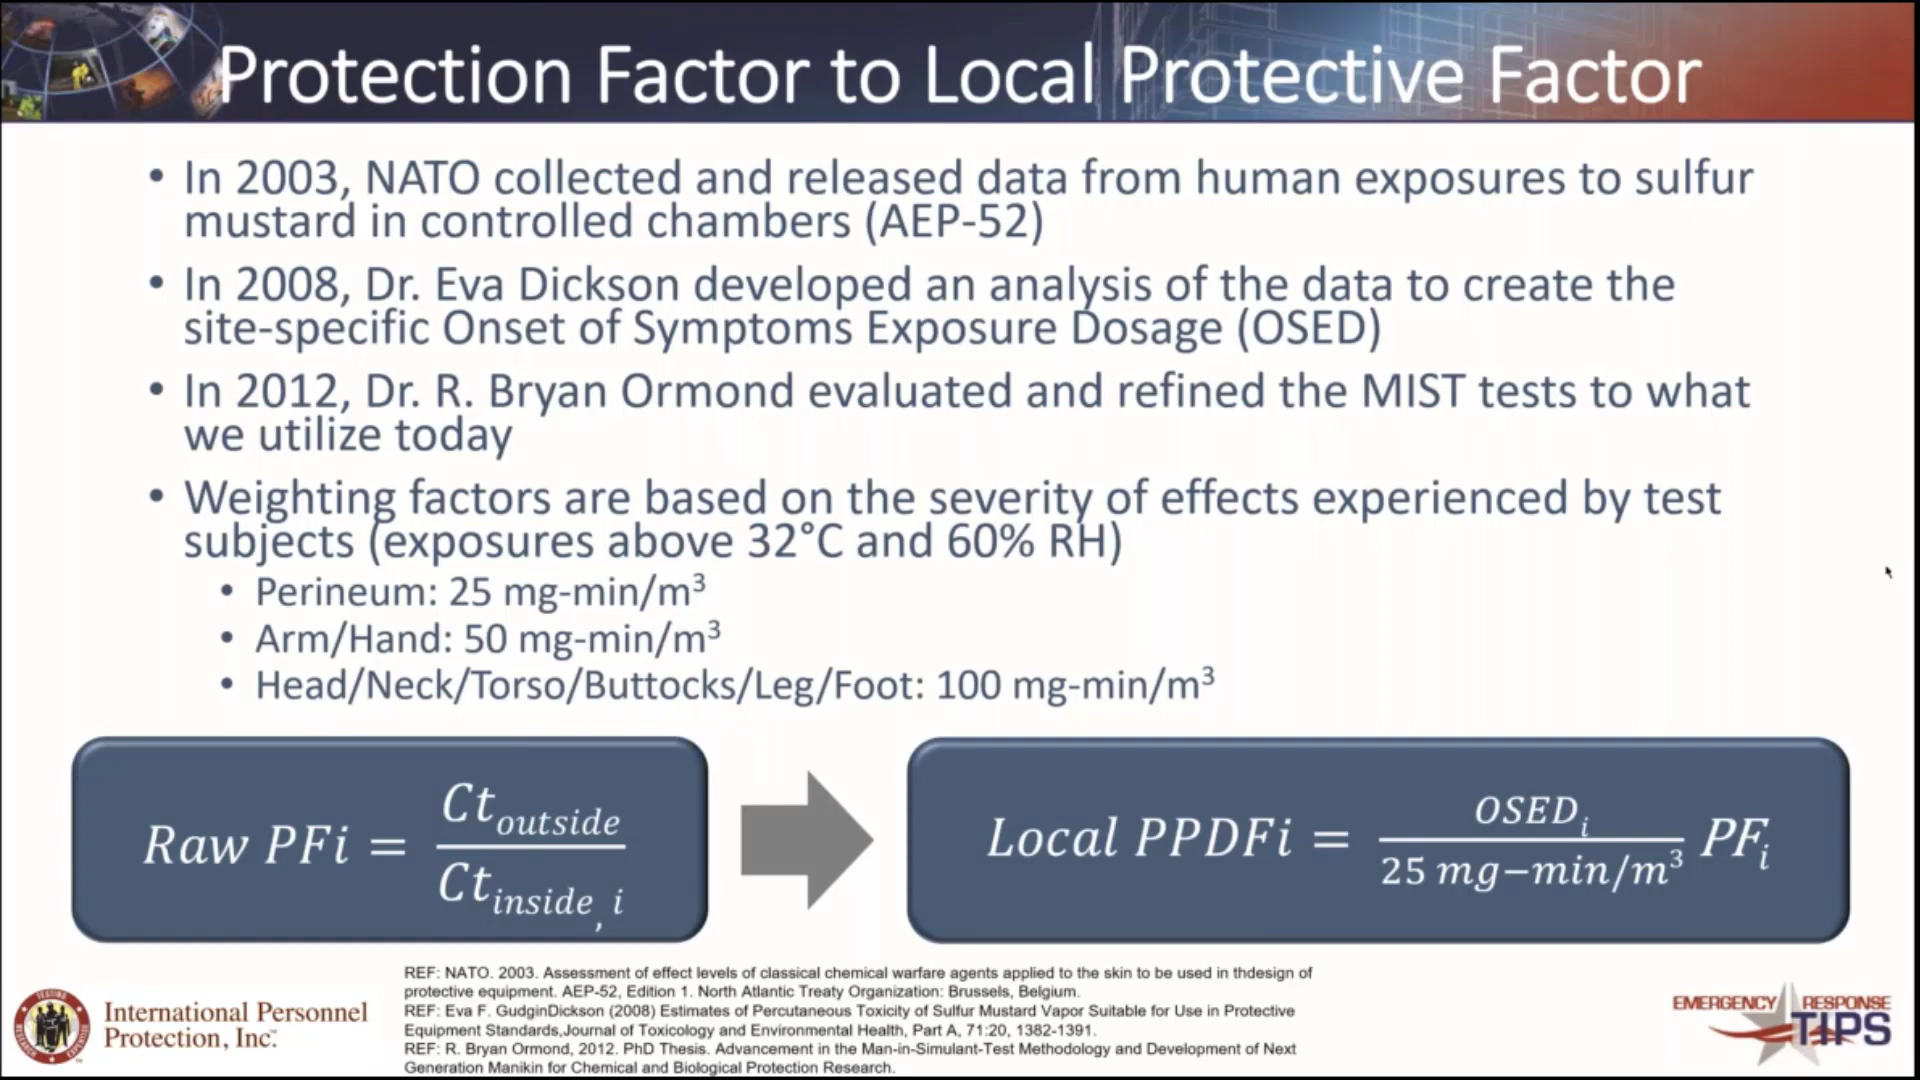 Protection Factor to Local Protective Factor
• In 2003, NATO collected and released data from human exposures to sulfur
mustard in controlled chambers (AEP-52)
• In 2008, Dr. Eva Dickson developed an analysis of the data to create the
site-specific Onset of Symptoms Exposure Dosage (OSED)
• In 2012, Dr. R. Bryan Ormond evaluated and refined the MIST tests to what
we utilize today
• Weighting factors are based on the severity of effects experienced by test
subjects (exposures above 32°C and 60% RH)
• Perineum: 25 mg-min/m³
• Arm/Hand: 50 mg-min/m³
• Head/Neck/Torso/Buttocks/Leg/Foot: 100 mg-min/m³
Raw PFi = Ct_outside / Ct_inside, i
Local PPDFi = OSED_i / 25 mg−min/m³ PF_i
REF: NATO. 2003. Assessment of effect levels of classical chemical warfare agents applied to the skin to be used in thdesign of
protective equipment. AEP-52, Edition 1. North Atlantic Treaty Organization: Brussels, Belgium.
REF: Eva F. GudginDickson (2008) Estimates of Percutaneous Toxicity of Sulfur Mustard Vapor Suitable for Use in Protective
Equipment Standards,Journal of Toxicology and Environmental Health, Part A, 71:20, 1382-1391.
REF: R. Bryan Ormond, 2012. PhD Thesis. Advancement in the Man-in-Simulant-Test Methodology and Development of Next
Generation Manikin for Chemical and Biological Protection Research.
TESTING
RESEARCH
EXPERTISE
International Personnel
Protection, Inc.™
EMERGENCY RESPONSE
TIPS